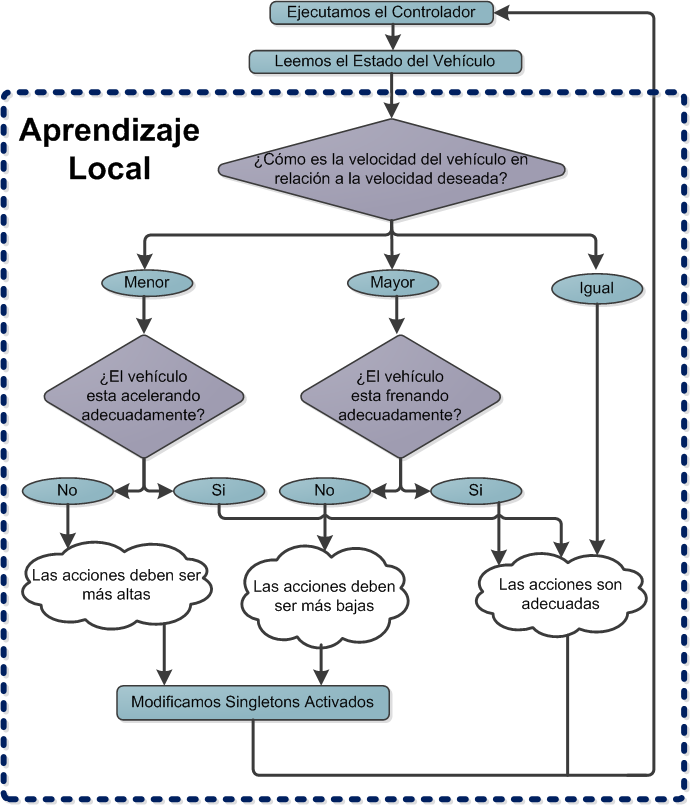 Ejecutamos el Controlador
Leemos el Estado del Vehículo
Aprendizaje
Local
¿Cómo es la velocidad del vehículo en
relación a la velocidad deseada?
Menor
Mayor
Igual
¿El vehículo
esta acelerando
adecuadamente?
¿El vehículo
esta frenando
adecuadamente?
No
Si
No
Si
Las acciones deben ser
más altas
Las acciones deben
ser más bajas
Las acciones son
adecuadas
Modificamos Singletons Activados